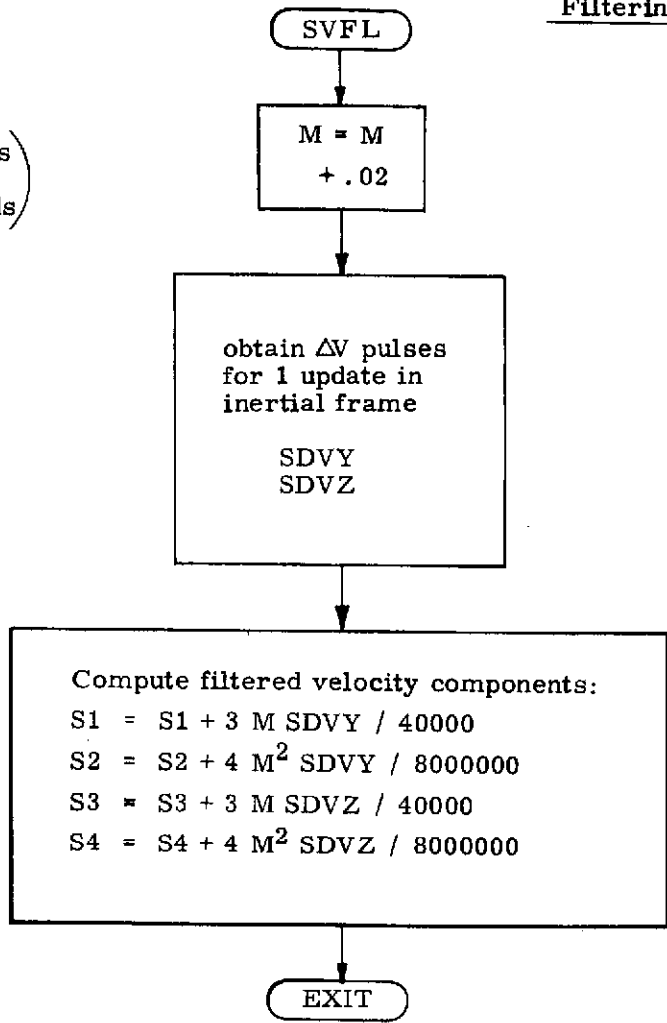 Filterin
SVFL
s
ls
M = M
+ .02
obtain ΔV pulses
for 1 update in
inertial frame
SDVY
SDVZ
Compute filtered velocity components:
S1 = S1 + 3 M SDVY / 40000
S2 = S2 + 4 M² SDVY / 8000000
S3 = S3 + 3 M SDVZ / 40000
S4 = S4 + 4 M² SDVZ / 8000000
EXIT